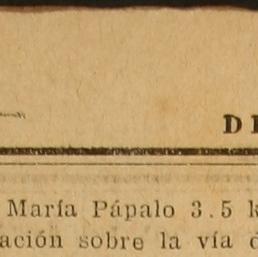 María Pápalo 3.5 k
ación sobre la vía d